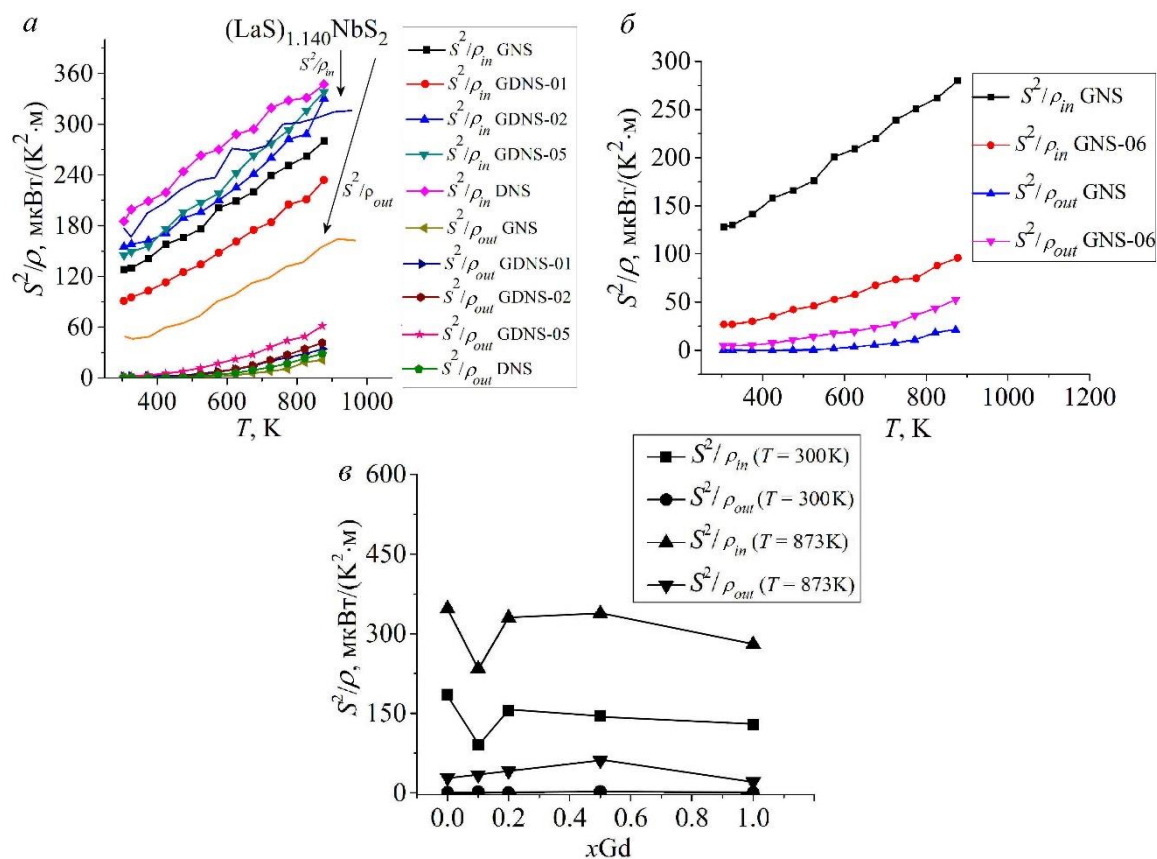 а
(LaS)1.140NbS2
S²/ρin
S²/ρout
360
300
240
180
120
60
0
S²/ρ, мкВт/(К²·м)
400
600
800
1000
T, K
S²/ρin GNS
S²/ρin GDNS-01
S²/ρin GDNS-02
S²/ρin GDNS-05
S²/ρin DNS
S²/ρout GNS
S²/ρout GDNS-01
S²/ρout GDNS-02
S²/ρout GDNS-05
S²/ρout DNS
б
300
250
200
150
100
50
0
S²/ρ, мкВт/(К²·м)
400
600
800
1000
1200
T, K
S²/ρin GNS
S²/ρin GNS-06
S²/ρout GNS
S²/ρout GNS-06
в
600
450
300
150
0
S²/ρ, мкВт/(К²·м)
0.0
0.2
0.4
0.6
0.8
1.0
xGd
S²/ρin (T = 300K)
S²/ρout (T = 300K)
S²/ρin (T = 873K)
S²/ρout (T = 873K)